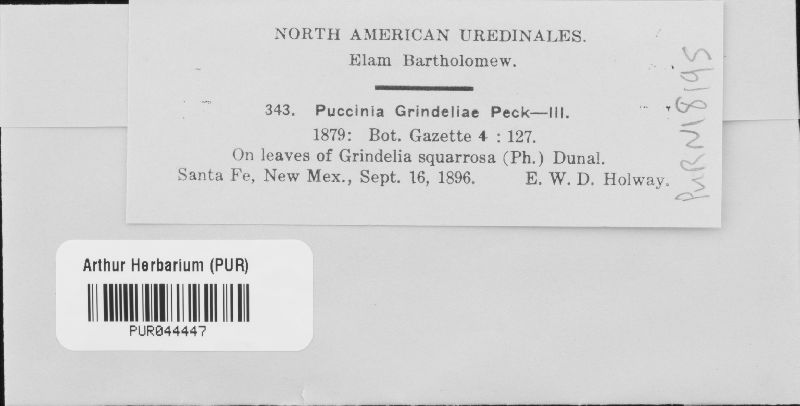 NORTH AMERICAN UREDINALES.
Elam Bartholomew.
343. Puccinia Grindeliae Peck—III.
1879: Bot. Gazette 4 : 127.
On leaves of Grindelia squarrosa (Ph.) Dunal.
Santa Fe, New Mex., Sept. 16, 1896. E. W. D. Holway.
PURN18195
Arthur Herbarium (PUR)
PUR044447